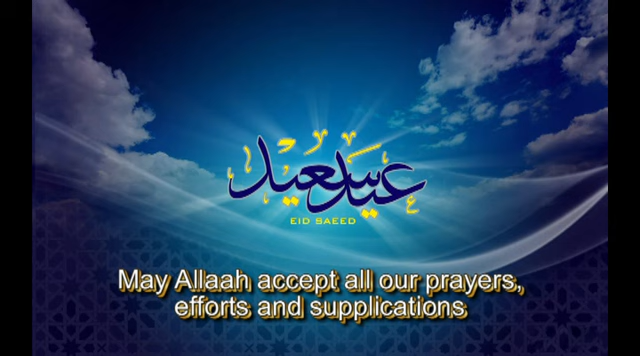 عيد سعيد
EID SAEED
May Allaah accept all our prayers,
efforts and supplications